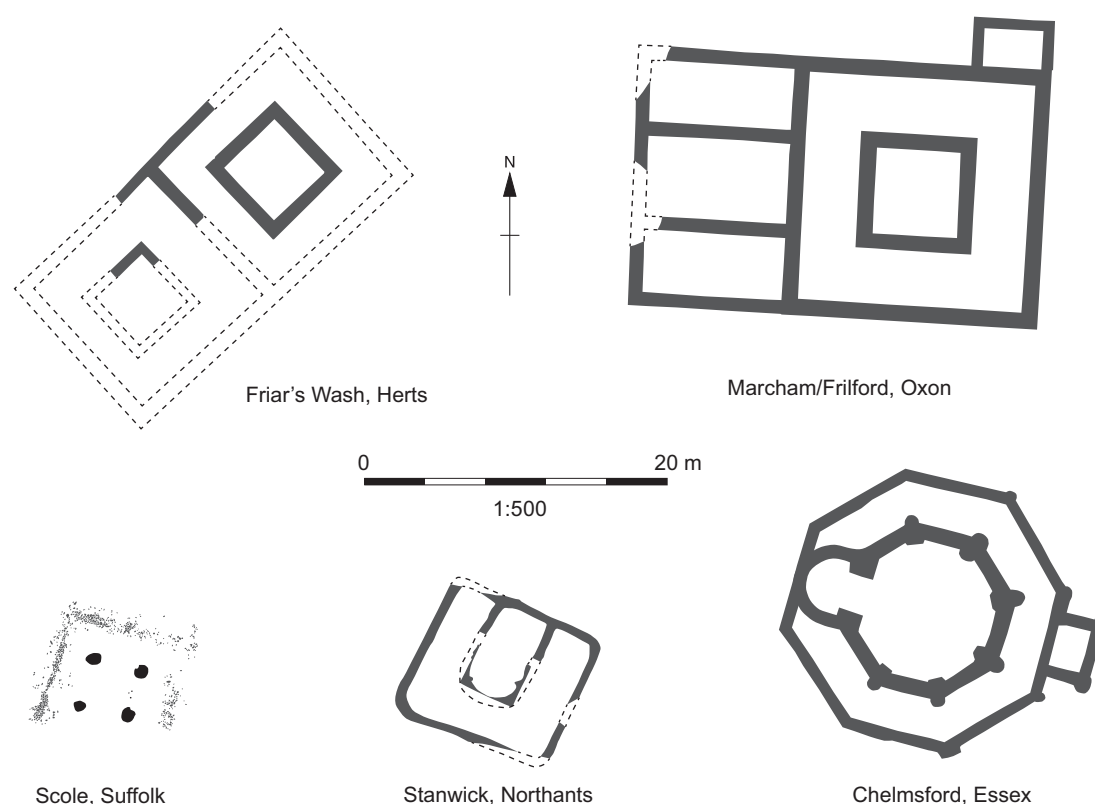 N
Friar's Wash, Herts
Marcham/Frilford, Oxon
0 20 m
1:500
Scole, Suffolk
Stanwick, Northants
Chelmsford, Essex